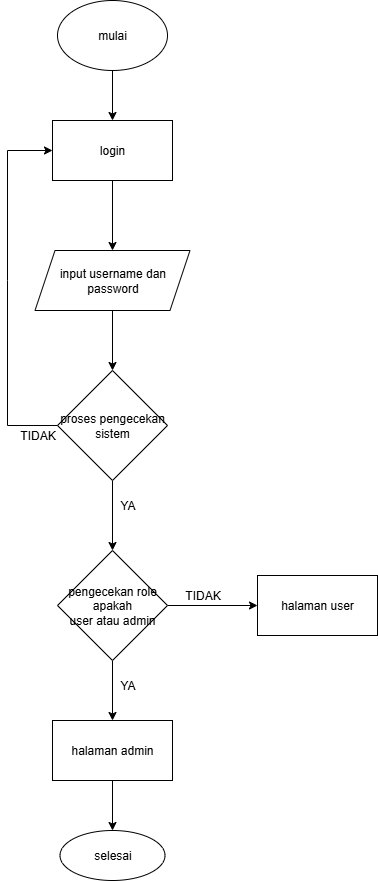 mulai
login
input username dan
password
proses pengecekan
sistem
TIDAK
YA
pengecekan role
apakah
user atau admin
TIDAK
halaman user
YA
halaman admin
selesai